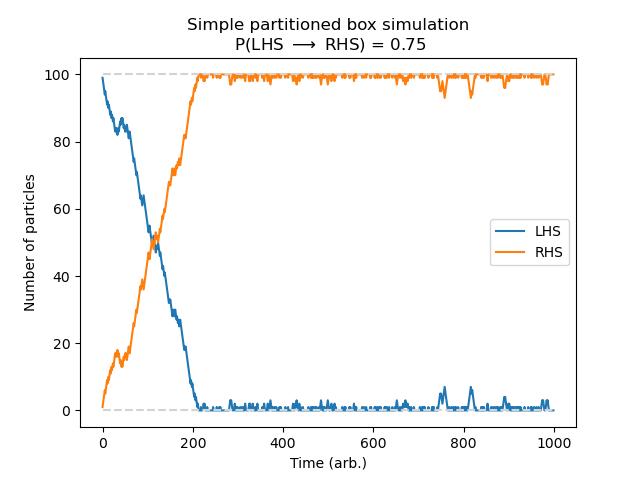 Simple partitioned box simulation
P(LHS ⟶ RHS) = 0.75
Number of particles
100
80
60
40
20
0
LHS
RHS
0
200
400
600
800
1000
Time (arb.)